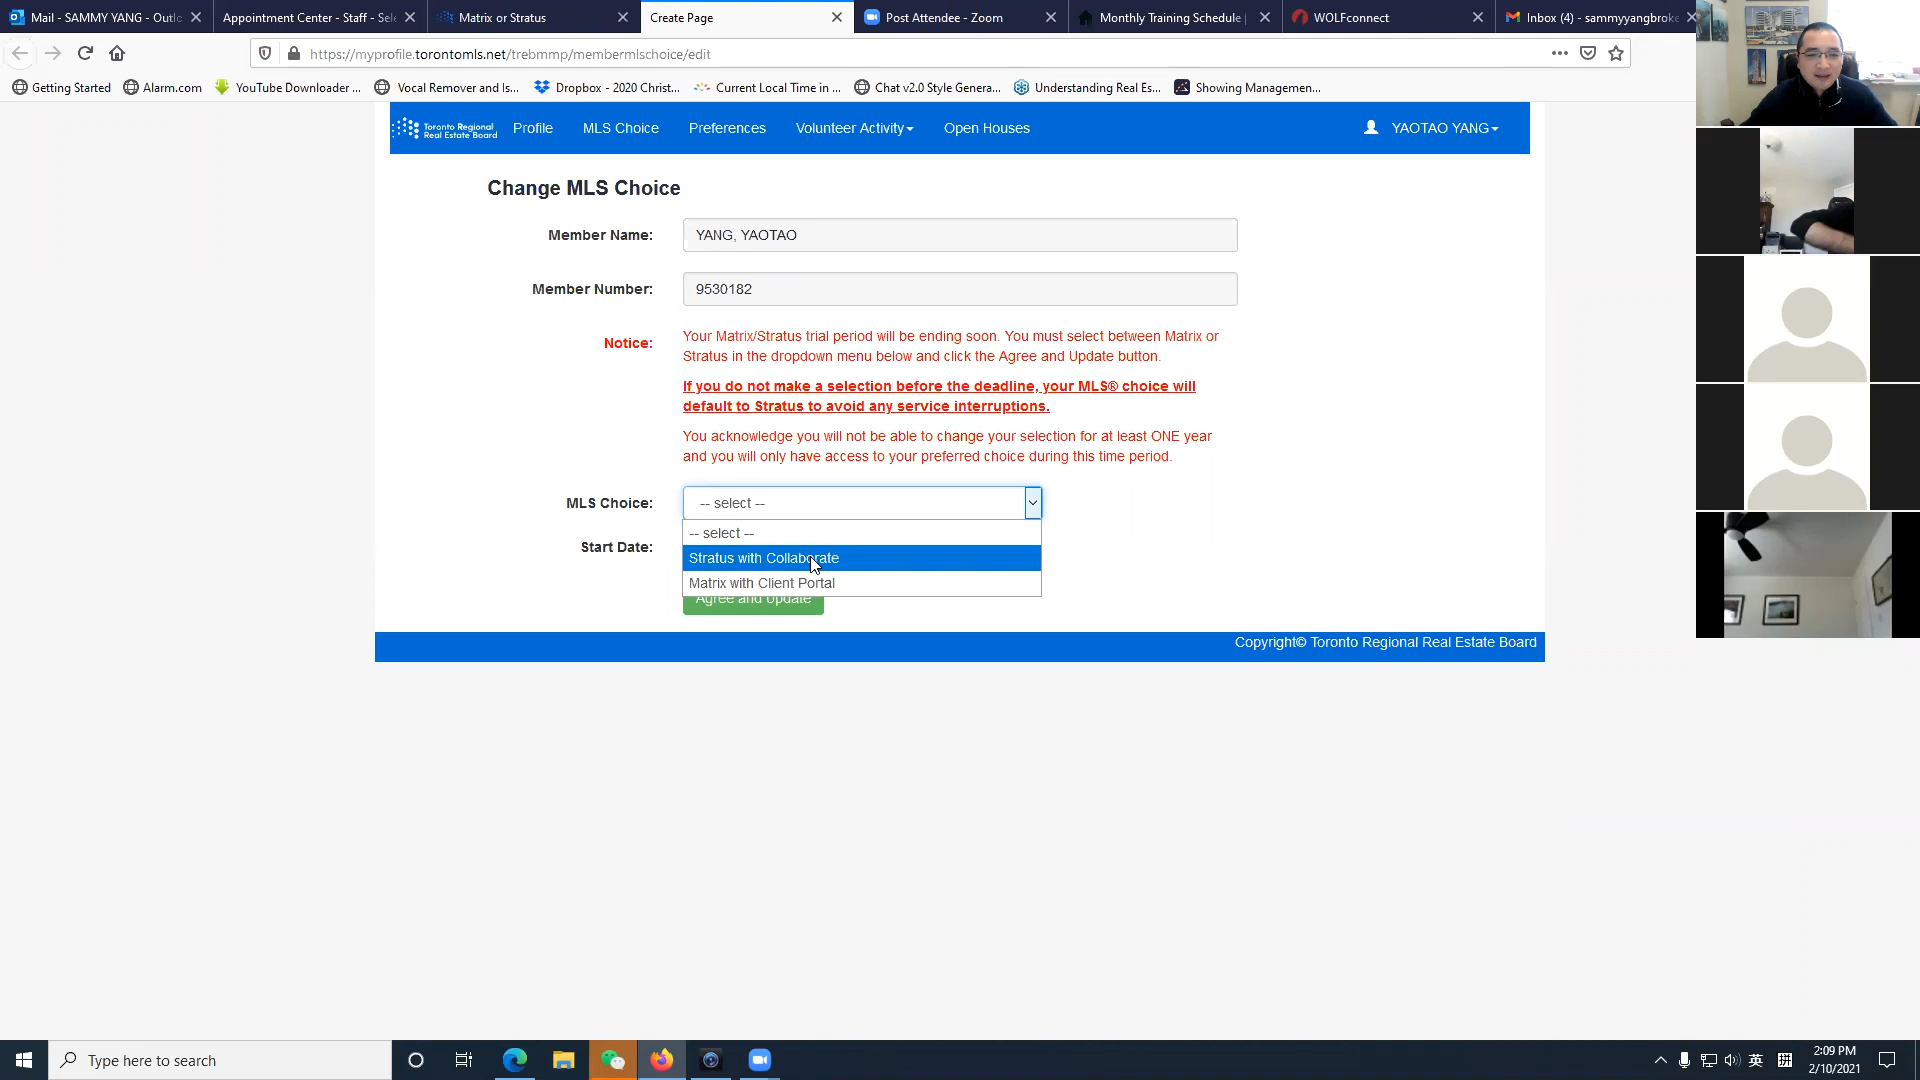 Mail - SAMMY YANG - Outlo
Appointment Center - Staff - Sele
Matrix or Stratus
Create Page
Post Attendee - Zoom
Monthly Training Schedule
WOLFconnect
Inbox (4) - sammyyangbroke
https://myprofile.torontomls.net/trebmmp/membermlschoice/edit
Getting Started
Alarm.com
YouTube Downloader ...
Vocal Remover and Is...
Dropbox - 2020 Christ...
Current Local Time in ...
Chat v2.0 Style Genera...
Understanding Real Es...
Showing Managemen...
Toronto Regional
Real Estate Board
Profile
MLS Choice
Preferences
Volunteer Activity
Open Houses
YAOTAO YANG
Change MLS Choice
Member Name:
YANG, YAOTAO
Member Number:
9530182
Notice:
Your Matrix/Stratus trial period will be ending soon. You must select between Matrix or
Stratus in the dropdown menu below and click the Agree and Update button.
If you do not make a selection before the deadline, your MLS® choice will
default to Stratus to avoid any service interruptions.
You acknowledge you will not be able to change your selection for at least ONE year
and you will only have access to your preferred choice during this time period.
MLS Choice:
-- select --
-- select --
Start Date:
Stratus with Collaborate
Matrix with Client Portal
Agree and Update
Copyright© Toronto Regional Real Estate Board
Type here to search
英
拼
2:09 PM
2/10/2021